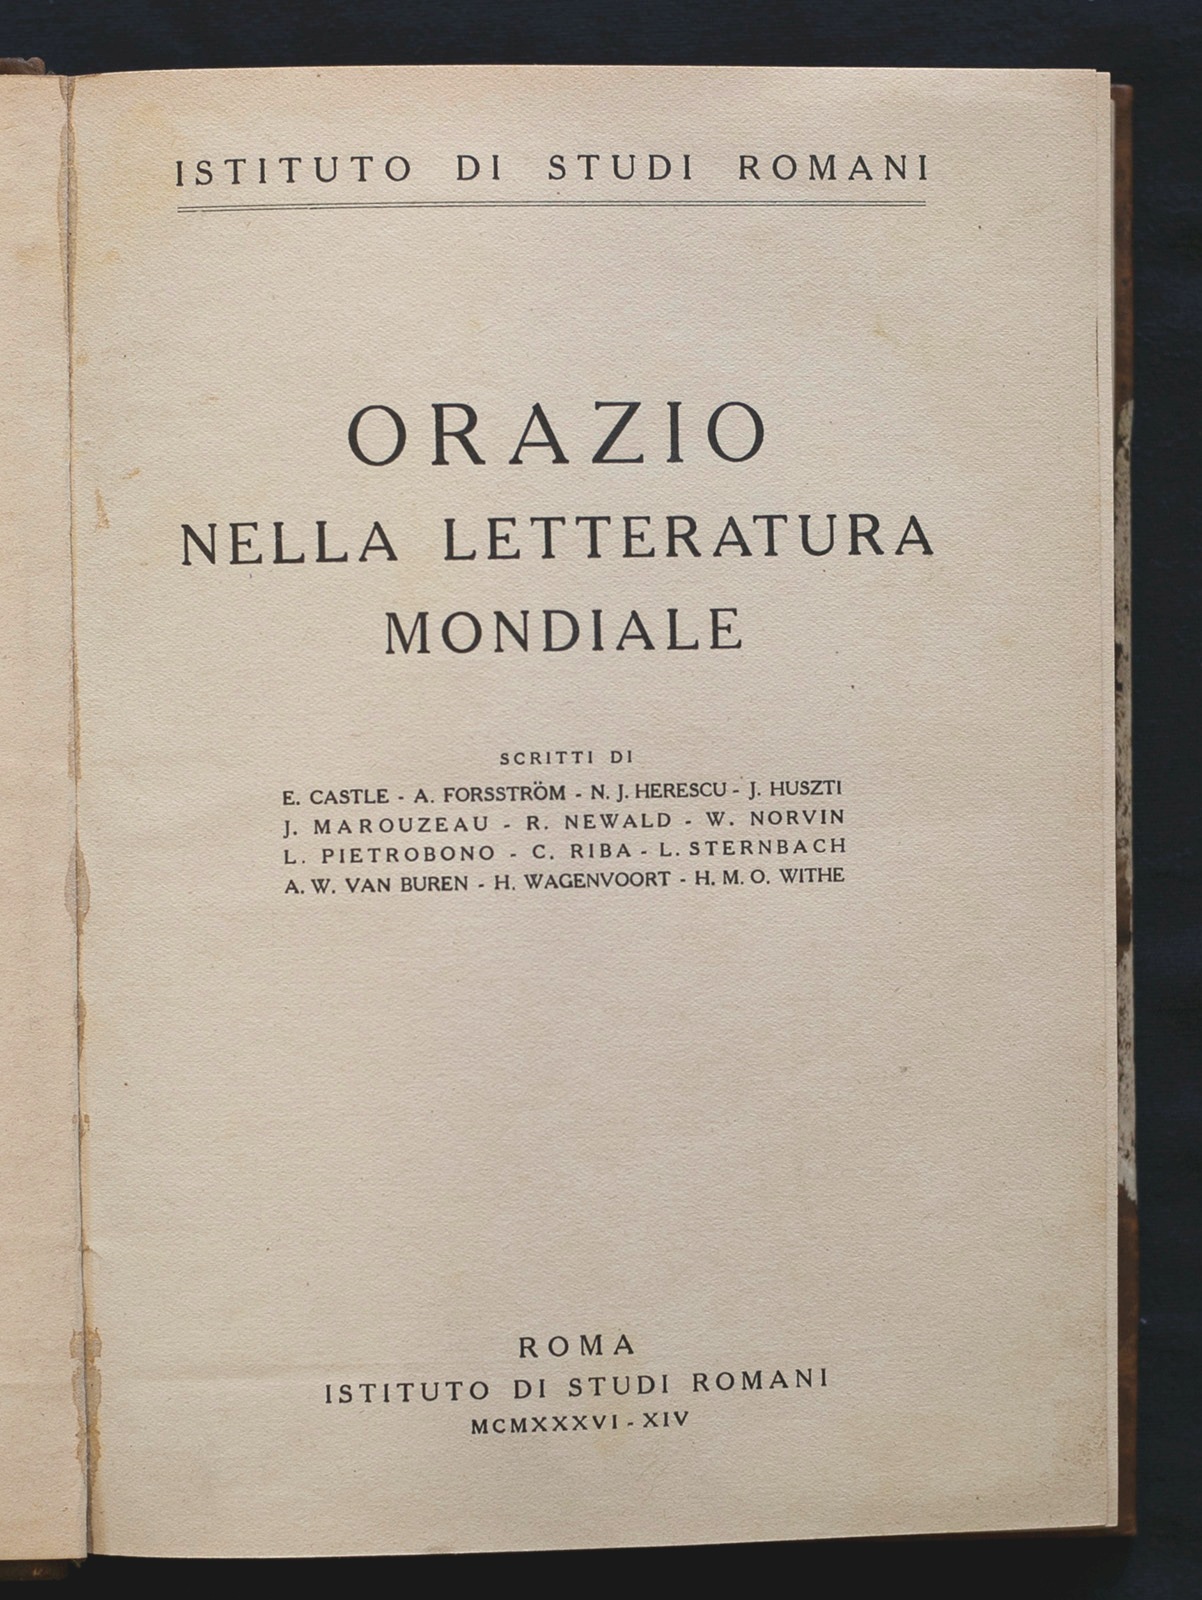 ISTITUTO DI STUDI ROMANI
ORAZIO
NELLA LETTERATURA
MONDIALE
SCRITTI DI
E. CASTLE - A. FORSSTRÖM - N. J. HERESCU - J. HUSZTI
J. MAROUZEAU - R. NEWALD - W. NORVIN
L. PIETROBONO - C. RIBA - L. STERNBACH
A. W. VAN BUREN - H. WAGENVOORT - H. M. O. WITHE
ROMA
ISTITUTO DI STUDI ROMANI
MCMXXXVI - XIV